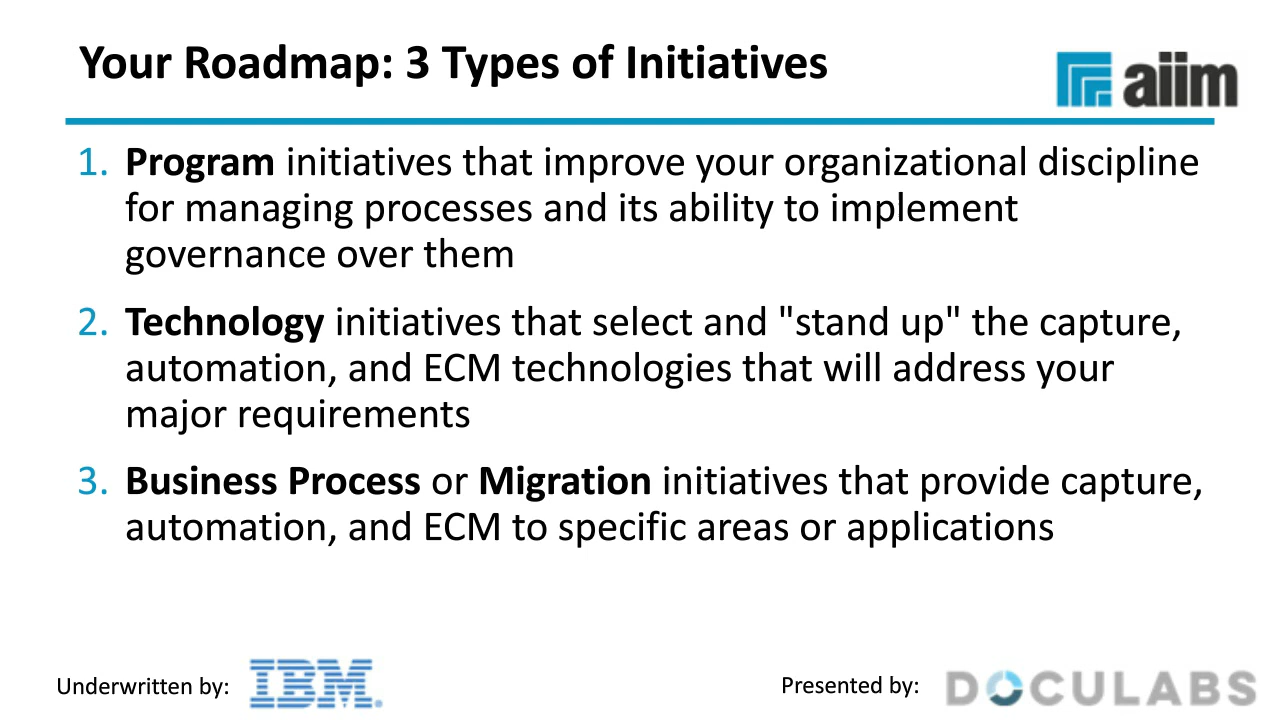 Your Roadmap: 3 Types of Initiatives
aiim
1. Program initiatives that improve your organizational discipline
for managing processes and its ability to implement
governance over them
2. Technology initiatives that select and "stand up" the capture,
automation, and ECM technologies that will address your
major requirements
3. Business Process or Migration initiatives that provide capture,
automation, and ECM to specific areas or applications
Underwritten by: IBM.
Presented by: DOCULABS